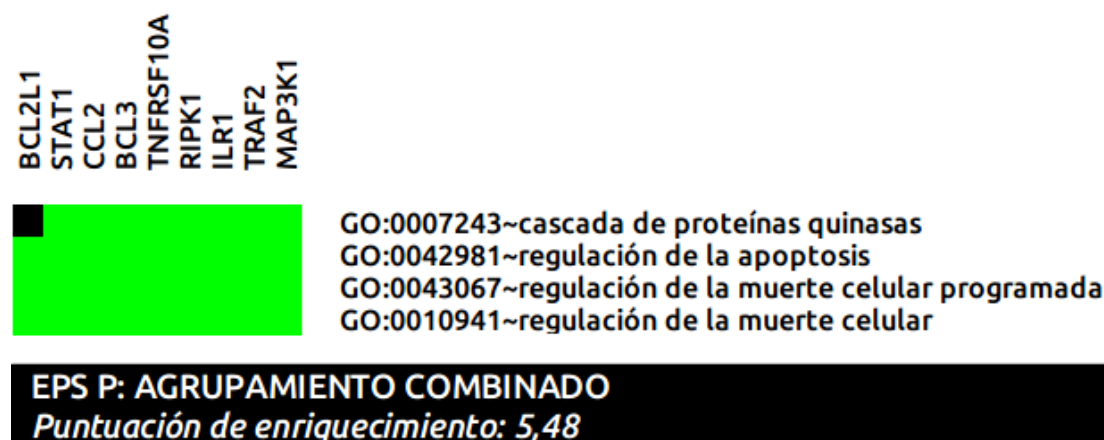 BCL2L1
STAT1
CCL2
BCL3
TNFRSF10A
RIPK1
ILR1
TRAF2
MAP3K1
GO:0007243~cascada de proteínas quinasas
GO:0042981~regulación de la apoptosis
GO:0043067~regulación de la muerte celular programada
GO:0010941~regulación de la muerte celular
EPS P: AGRUPAMIENTO COMBINADO
Puntuación de enriquecimiento: 5,48